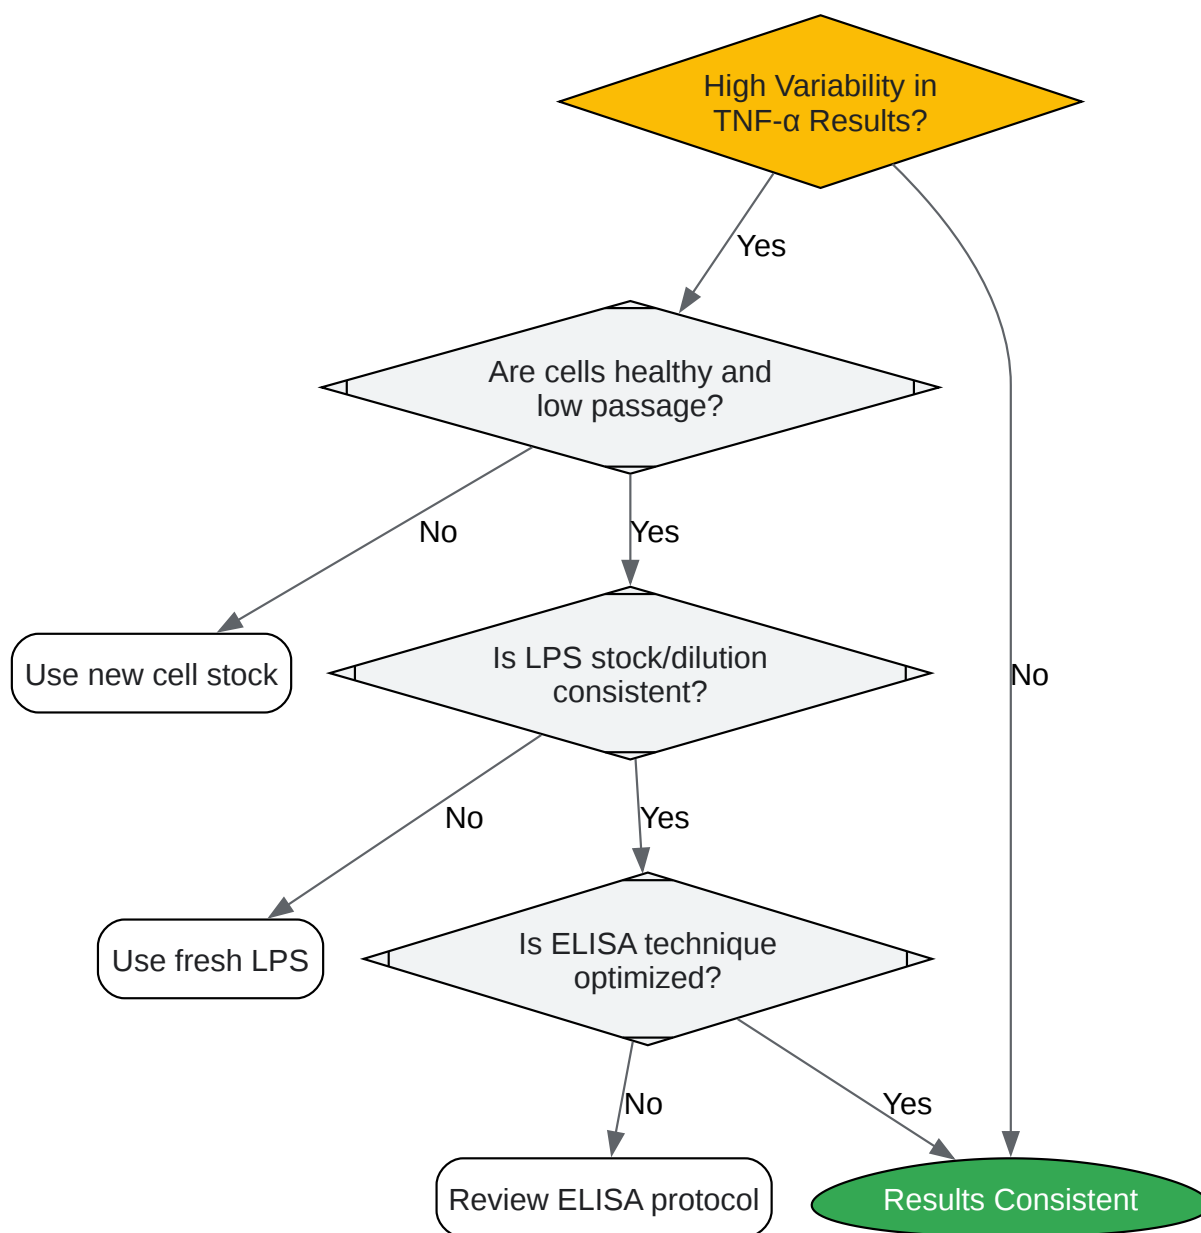 High Variability in
TNF-α Results?
Yes
Are cells healthy and
low passage?
No
Yes
Use new cell stock
Is LPS stock/dilution
consistent?
No
No
Yes
Use fresh LPS
Is ELISA technique
optimized?
No
Yes
Review ELISA protocol
Results Consistent